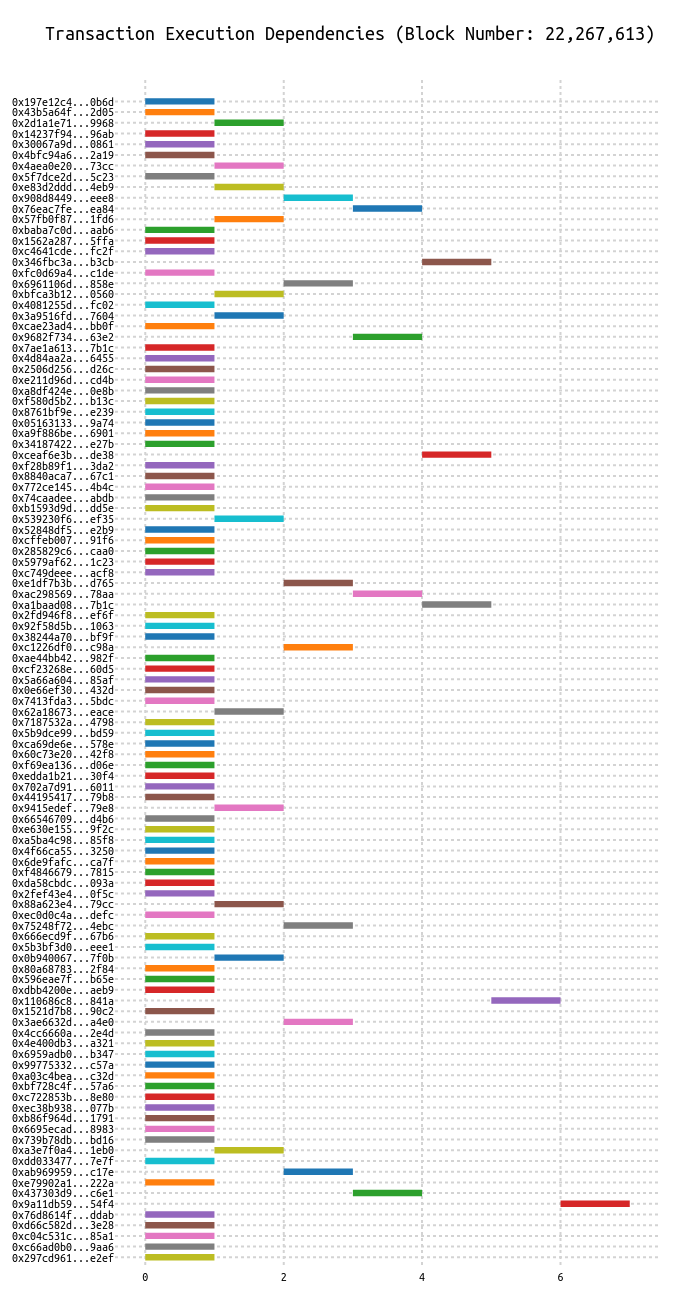 Transaction Execution Dependencies (Block Number: 22,267,613)
0x197e12c4...0b6d
0x43b5a64f...2d05
0x2d1a1e71...9968
0x14237f94...96ab
0x30067a9d...0861
0x4bfc94a6...2a19
0x4aea0e20...73cc
0x5f7dce2d...5c23
0xe83d2ddd...4eb9
0x908d8449...eee8
0x76eac7fe...ea84
0x57fb0f87...1fd6
0xbaba7c0d...aab6
0x1562a287...5ffa
0xc4641cde...fc2f
0x346fbc3a...b3cb
0xfc0d69a4...c1de
0x6961106d...858e
0xbfca3b12...0560
0x4081255d...fc02
0x3a9516fd...7604
0xcae23ad4...bb0f
0x9682f734...63e2
0x7ae1a613...7b1c
0x4d84aa2a...6455
0x2506d256...d26c
0xe211d96d...cd4b
0xa8df424e...0e8b
0xf580d5b2...b13c
0x8761bf9e...e239
0x05163133...9a74
0xa9f886be...6901
0x34187422...e27b
0xceaf6e3b...de38
0xf28b89f1...3da2
0x8840aca7...67c1
0x772ce145...4b4c
0x74caadee...abdb
0xb1593d9d...dd5e
0x539230f6...ef35
0x52848df5...e2b9
0xcffeb007...91f6
0x285829c6...caa0
0x5979af62...1c23
0xc749deee...acf8
0xe1df7b3b...d765
0xac298569...78aa
0xa1baad08...7b1c
0x2fd946f8...ef6f
0x92f58d5b...1063
0x38244a70...bf9f
0xc1226df0...c98a
0xae44bb42...982f
0xcf23268e...60d5
0x5a66a604...85af
0x0e66ef30...432d
0x7413fda3...5bdc
0x62a18673...eace
0x7187532a...4798
0x5b9dce99...bd59
0xca69de6e...578e
0x60c73e20...42f8
0xf69ea136...d06e
0xedda1b21...30f4
0x702a7d91...6011
0x44195417...79b8
0x9415edef...79e8
0x66546709...d4b6
0xe630e155...9f2c
0xa5ba4c98...85f8
0x4f66ca55...3250
0x6de9fafc...ca7f
0xf4846679...7815
0xda58cbdc...093a
0x2fef43e4...0f5c
0x88a623e4...79cc
0xec0d0c4a...defc
0x75248f72...4ebc
0x666ecd9f...67b6
0x5b3bf3d0...eee1
0x0b940067...7f0b
0x80a68783...2f84
0x596eae7f...b65e
0xdbb4200e...aeb9
0x110686c8...841a
0x1521d7b8...90c2
0x3ae6632d...a4e0
0x4cc6660a...2e4d
0x4e400db3...a321
0x6959adb0...b347
0x99775332...c57a
0xa03c4bea...c32d
0xbf728c4f...57a6
0xc722853b...8e80
0xec38b938...077b
0xb86f964d...1791
0x6695ecad...8983
0x739b78db...bd16
0xa3e7f0a4...1eb0
0xdd033477...7e7f
0xab969959...c17e
0xe79902a1...222a
0x437303d9...c6e1
0x9a11db59...54f4
0x76d8614f...ddab
0xd66c582d...3e28
0xc04c531c...85a1
0xc66ad0b0...9aa6
0x297cd961...e2ef
0 2 4 6